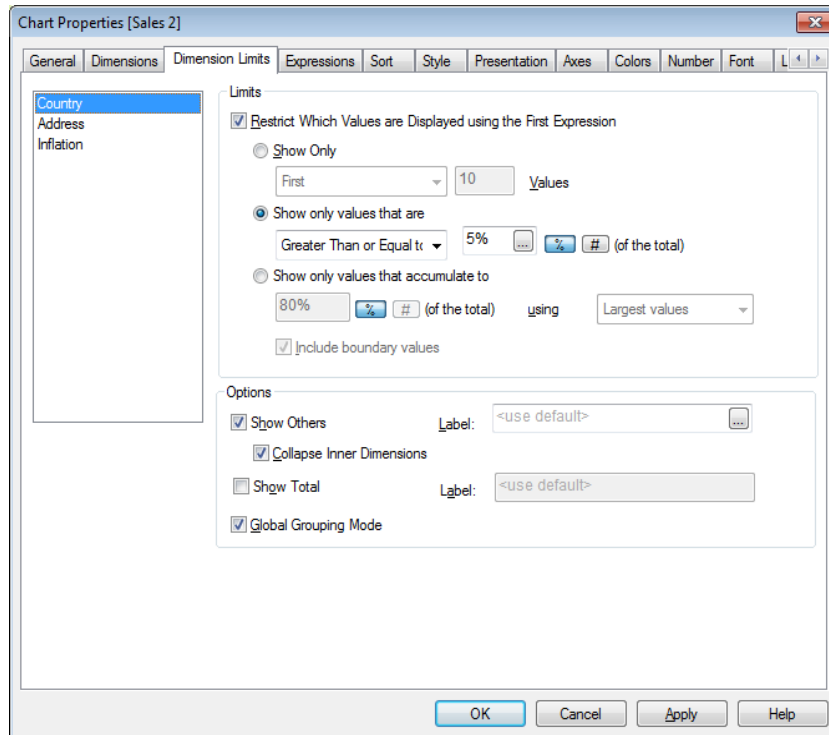 Chart Properties [Sales 2]
General Dimensions Dimension Limits Expressions Sort Style Presentation Axes Colors Number Font L
Country
Address
Inflation
Limits
Restrict Which Values are Displayed using the First Expression
Show Only
First 10 Values
Show only values that are
Greater Than or Equal to 5% ... % # (of the total)
Show only values that accumulate to
80% % # (of the total) using Largest values
Include boundary values
Options
Show Others Label: <use default> ...
Collapse Inner Dimensions
Show Total Label: <use default>
Global Grouping Mode
OK Cancel Apply Help